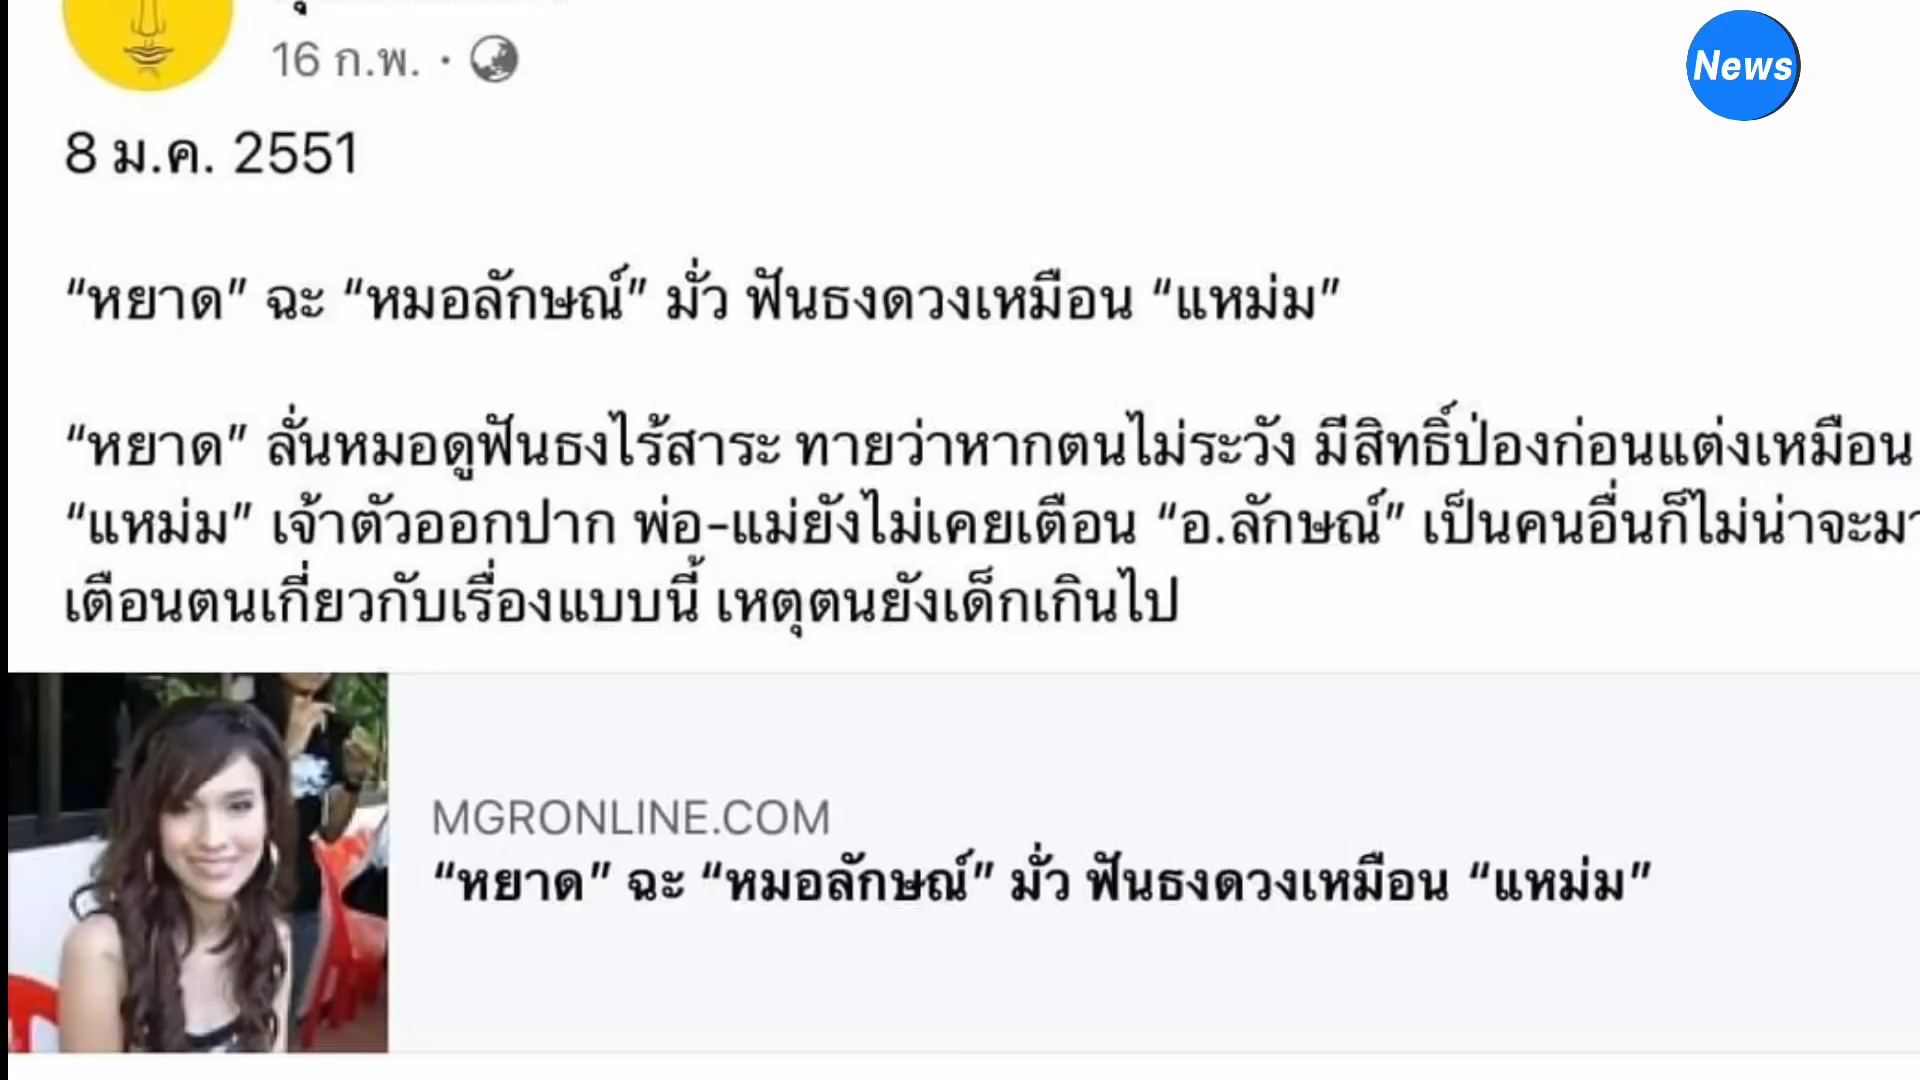 16 ก.พ. ·
News
8 ม.ค. 2551
“หยาด” ฉะ “หมอลักษณ์” มั่ว ฟันธงดวงเหมือน “แหม่ม”
“หยาด” ลั่นหมอดูฟันธงไร้สาระ ทายว่าหากตนไม่ระวัง มีสิทธิ์ป่องก่อนแต่งเหมือน
“แหม่ม” เจ้าตัวออกปาก พ่อ-แม่ยังไม่เคยเตือน “อ.ลักษณ์” เป็นคนอื่นก็ไม่น่าจะมา
เตือนตนเกี่ยวกับเรื่องแบบนี้ เหตุตนยังเด็กเกินไป
MGRONLINE.COM
“หยาด” ฉะ “หมอลักษณ์” มั่ว ฟันธงดวงเหมือน “แหม่ม”